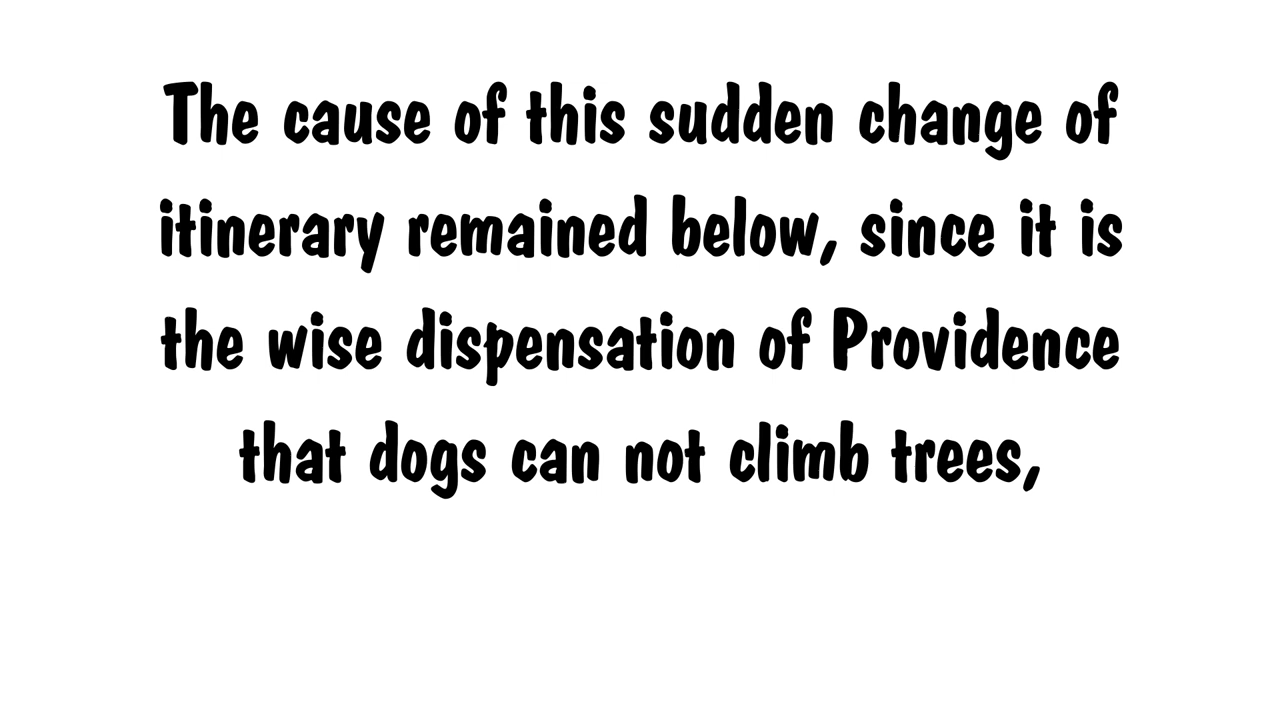 The cause of this sudden change of
itinerary remained below, since it is
the wise dispensation of Providence
that dogs can not climb trees,